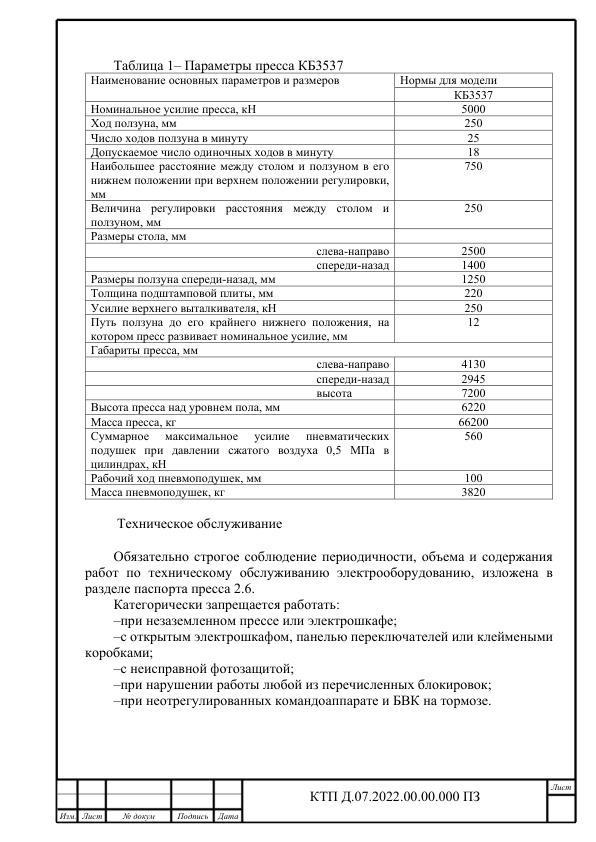 Таблица 1– Параметры пресса КБ3537
Наименование основных параметров и размеров Нормы для модели
КБ3537
Номинальное усилие пресса, кН 5000
Ход ползуна, мм 250
Число ходов ползуна в минуту 25
Допускаемое число одиночных ходов в минуту 18
Наибольшее расстояние между столом и ползуном в его 750
нижнем положении при верхнем положении регулировки,
мм
Величина регулировки расстояния между столом и 250
ползуном, мм
Размеры стола, мм
слева-направо 2500
спереди-назад 1400
Размеры ползуна спереди-назад, мм 1250
Толщина подштамповой плиты, мм 220
Усилие верхнего выталкивателя, кН 250
Путь ползуна до его крайнего нижнего положения, на 12
котором пресс развивает номинальное усилие, мм
Габариты пресса, мм
слева-направо 4130
спереди-назад 2945
высота 7200
Высота пресса над уровнем пола, мм 6220
Масса пресса, кг 66200
Суммарное максимальное усилие пневматических 560
подушек при давлении сжатого воздуха 0,5 МПа в
цилиндрах, кН
Рабочий ход пневмоподушек, мм 100
Масса пневмоподушек, кг 3820
Техническое обслуживание
Обязательно строгое соблюдение периодичности, объема и содержания
работ по техническому обслуживанию электрооборудованию, изложена в
разделе паспорта пресса 2.6.
Категорически запрещается работать:
–при незаземленном прессе или электрошкафе;
–с открытым электрошкафом, панелью переключателей или клеймеными
коробками;
–с неисправной фотозащитой;
–при нарушении работы любой из перечисленных блокировок;
–при неотрегулированных командоаппарате и БВК на тормозе.
КТП Д.07.2022.00.00.000 ПЗ
Лист
Изм. Лист № докум Подпись Дата